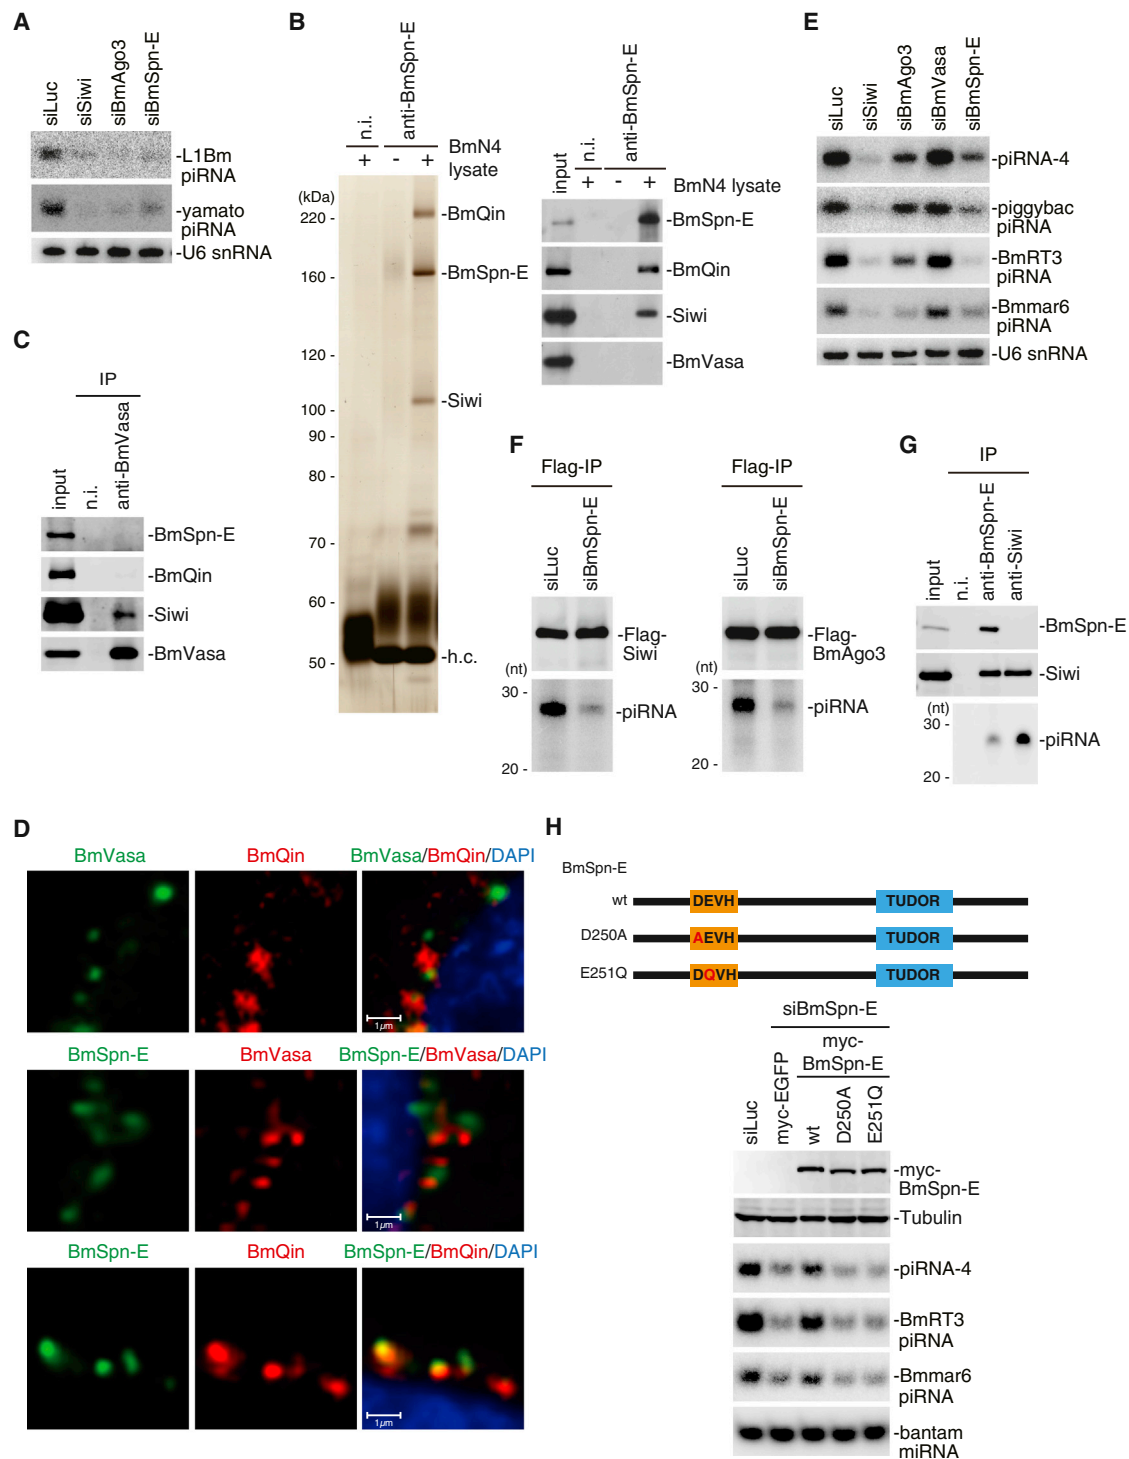 A
siLuc
siSiwi
siBmAgo3
siBmSpn-E
-L1Bm
piRNA
-yamato
piRNA
-U6 snRNA
B
n.i.
anti-BmSpn-E
+ - +
BmN4
lysate
(kDa)
220 -
160 -
120 -
100 -
90 -
80 -
70 -
60 -
50 -
-BmQin
-BmSpn-E
-Siwi
-h.c.
input
n.i.
anti-BmSpn-E
+ - + BmN4 lysate
-BmSpn-E
-BmQin
-Siwi
-BmVasa
C
IP
input
n.i.
anti-BmVasa
-BmSpn-E
-BmQin
-Siwi
-BmVasa
D
BmVasa
BmQin
BmVasa/BmQin/DAPI
1µm
BmSpn-E
BmVasa
BmSpn-E/BmVasa/DAPI
1µm
BmSpn-E
BmQin
BmSpn-E/BmQin/DAPI
1µm
E
siLuc
siSiwi
siBmAgo3
siBmVasa
siBmSpn-E
-piRNA-4
-piggybac
piRNA
-BmRT3
piRNA
-Bmmar6
piRNA
-U6 snRNA
F
Flag-IP
siLuc
siBmSpn-E
-Flag-
Siwi
(nt)
30 -
-piRNA
20 -
Flag-IP
siLuc
siBmSpn-E
-Flag-
BmAgo3
(nt)
30 -
-piRNA
20 -
G
IP
input
n.i.
anti-BmSpn-E
anti-Siwi
-BmSpn-E
-Siwi
(nt)
30 -
-piRNA
20 -
H
BmSpn-E
wt DEVH TUDOR
D250A AEVH TUDOR
E251Q DQVH TUDOR
siBmSpn-E
myc-
BmSpn-E
siLuc
myc-EGFP
wt
D250A
E251Q
-myc-
BmSpn-E
-Tubulin
-piRNA-4
-BmRT3
piRNA
-Bmmar6
piRNA
-bantam
miRNA